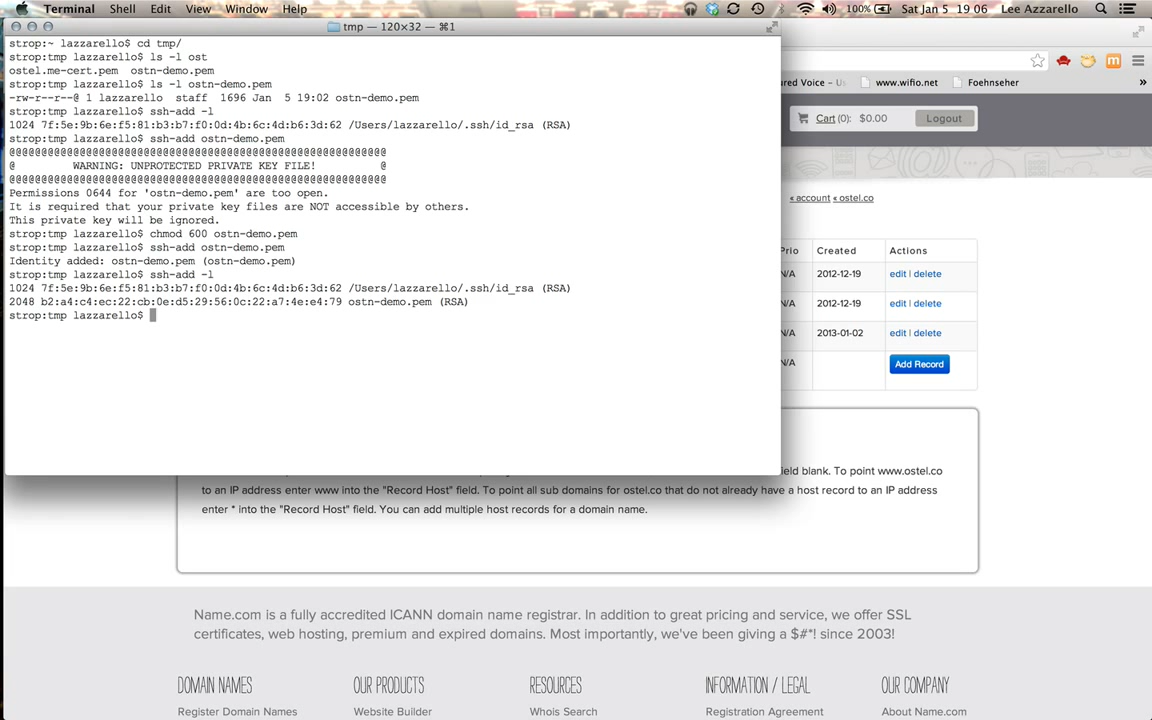 Terminal Shell Edit View Window Help 100% Sat Jan 5 19:06 Lee Azzarello
tmp — 120×32 — ⌘1
strop:~ lazzarello$ cd tmp/
strop:tmp lazzarello$ ls -l ost
ostel.me-cert.pem ostn-demo.pem
strop:tmp lazzarello$ ls -l ostn-demo.pem
-rw-r--r--@ 1 lazzarello staff 1696 Jan 5 19:02 ostn-demo.pem
strop:tmp lazzarello$ ssh-add -l
1024 7f:5e:9b:6e:f5:81:b3:b7:f0:0d:4b:6c:4d:b6:3d:62 /Users/lazzarello/.ssh/id_rsa (RSA)
strop:tmp lazzarello$ ssh-add ostn-demo.pem
@@@@@@@@@@@@@@@@@@@@@@@@@@@@@@@@@@@@@@@@@@@@@@@@@@@@@@@@@@@
@ WARNING: UNPROTECTED PRIVATE KEY FILE! @
@@@@@@@@@@@@@@@@@@@@@@@@@@@@@@@@@@@@@@@@@@@@@@@@@@@@@@@@@@@
Permissions 0644 for 'ostn-demo.pem' are too open.
It is required that your private key files are NOT accessible by others.
This private key will be ignored.
strop:tmp lazzarello$ chmod 600 ostn-demo.pem
strop:tmp lazzarello$ ssh-add ostn-demo.pem
Identity added: ostn-demo.pem (ostn-demo.pem)
strop:tmp lazzarello$ ssh-add -l
1024 7f:5e:9b:6e:f5:81:b3:b7:f0:0d:4b:6c:4d:b6:3d:62 /Users/lazzarello/.ssh/id_rsa (RSA)
2048 b2:a4:c4:ec:22:cb:0e:d5:29:56:0c:22:a7:4e:e4:79 ostn-demo.pem (RSA)
strop:tmp lazzarello$
ured Voice – U www.wifio.net Foehnseher »
Cart (0): $0.00 Logout
« account « ostel.co
Prio Created Actions
N/A 2012-12-19 edit | delete
N/A 2012-12-19 edit | delete
N/A 2013-01-02 edit | delete
N/A Add Record
ield blank. To point www.ostel.co
to an IP address enter www into the "Record Host" field. To point all sub domains for ostel.co that do not already have a host record to an IP address
enter * into the "Record Host" field. You can add multiple host records for a domain name.
Name.com is a fully accredited ICANN domain name registrar. In addition to great pricing and service, we offer SSL
certificates, web hosting, premium and expired domains. Most importantly, we've been giving a $#*! since 2003!
DOMAIN NAMES OUR PRODUCTS RESOURCES INFORMATION / LEGAL OUR COMPANY
Register Domain Names Website Builder Whois Search Registration Agreement About Name.com